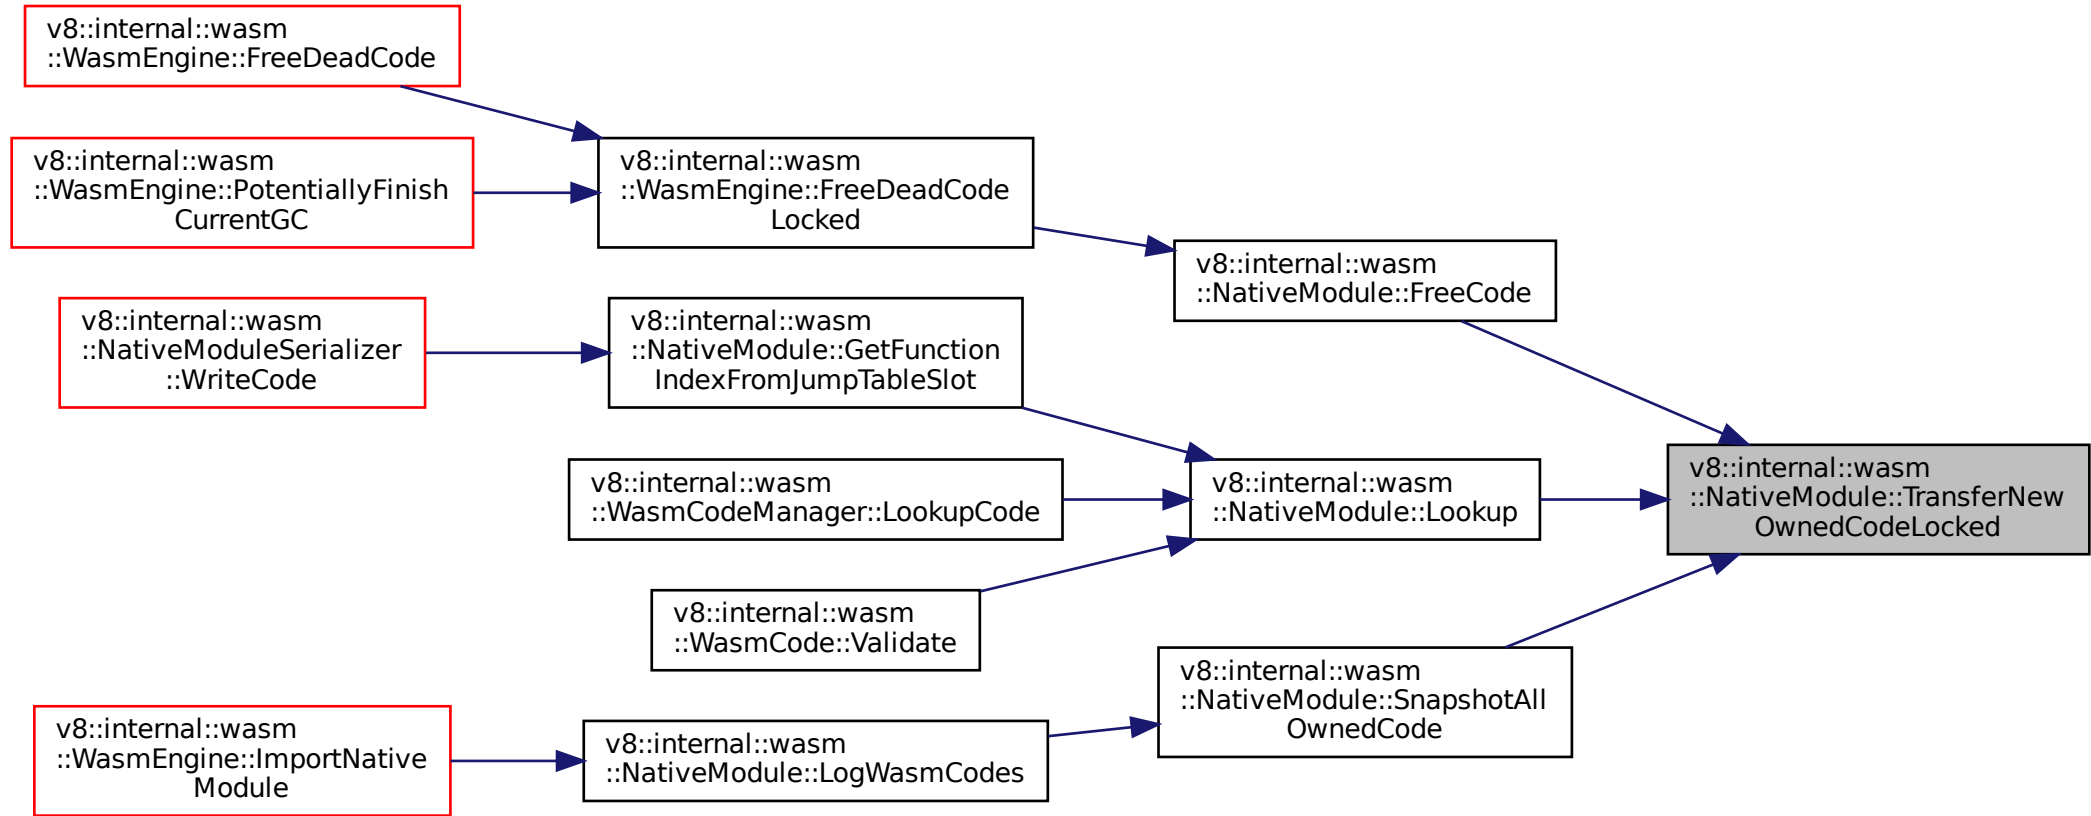 v8::internal::wasm
::WasmEngine::FreeDeadCode
v8::internal::wasm
::WasmEngine::PotentiallyFinish
CurrentGC
v8::internal::wasm
::NativeModuleSerializer
::WriteCode
v8::internal::wasm
::WasmEngine::ImportNative
Module
v8::internal::wasm
::WasmEngine::FreeDeadCode
Locked
v8::internal::wasm
::NativeModule::GetFunction
IndexFromJumpTableSlot
v8::internal::wasm
::WasmCodeManager::LookupCode
v8::internal::wasm
::WasmCode::Validate
v8::internal::wasm
::NativeModule::LogWasmCodes
v8::internal::wasm
::NativeModule::FreeCode
v8::internal::wasm
::NativeModule::Lookup
v8::internal::wasm
::NativeModule::SnapshotAll
OwnedCode
v8::internal::wasm
::NativeModule::TransferNew
OwnedCodeLocked